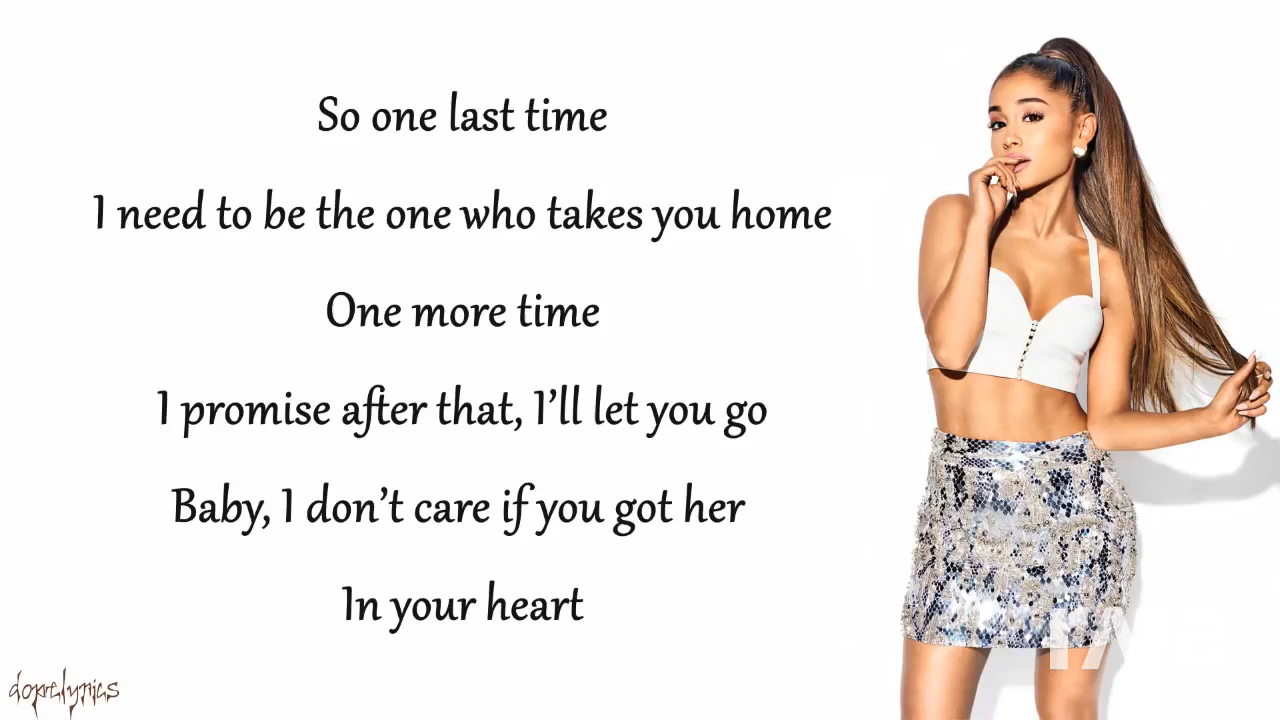 So one last time
I need to be the one who takes you home
One more time
I promise after that, I'll let you go
Baby, I don't care if you got her
In your heart
dopelyrics